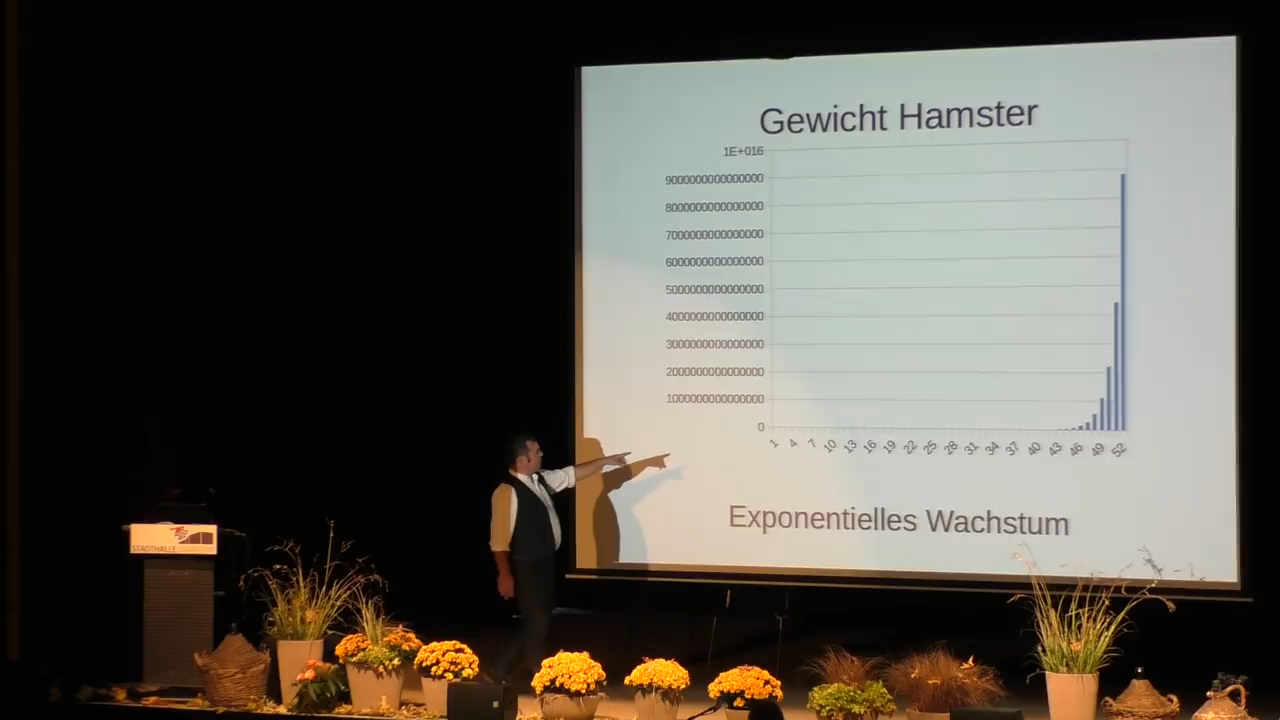 Gewicht Hamster
1E+016
9000000000000000
8000000000000000
7000000000000000
6000000000000000
5000000000000000
4000000000000000
3000000000000000
2000000000000000
1000000000000000
0
1 4 7 10 13 16 19 22 25 28 31 34 37 40 43 46 49 52
Exponentielles Wachstum
STADTHALLE